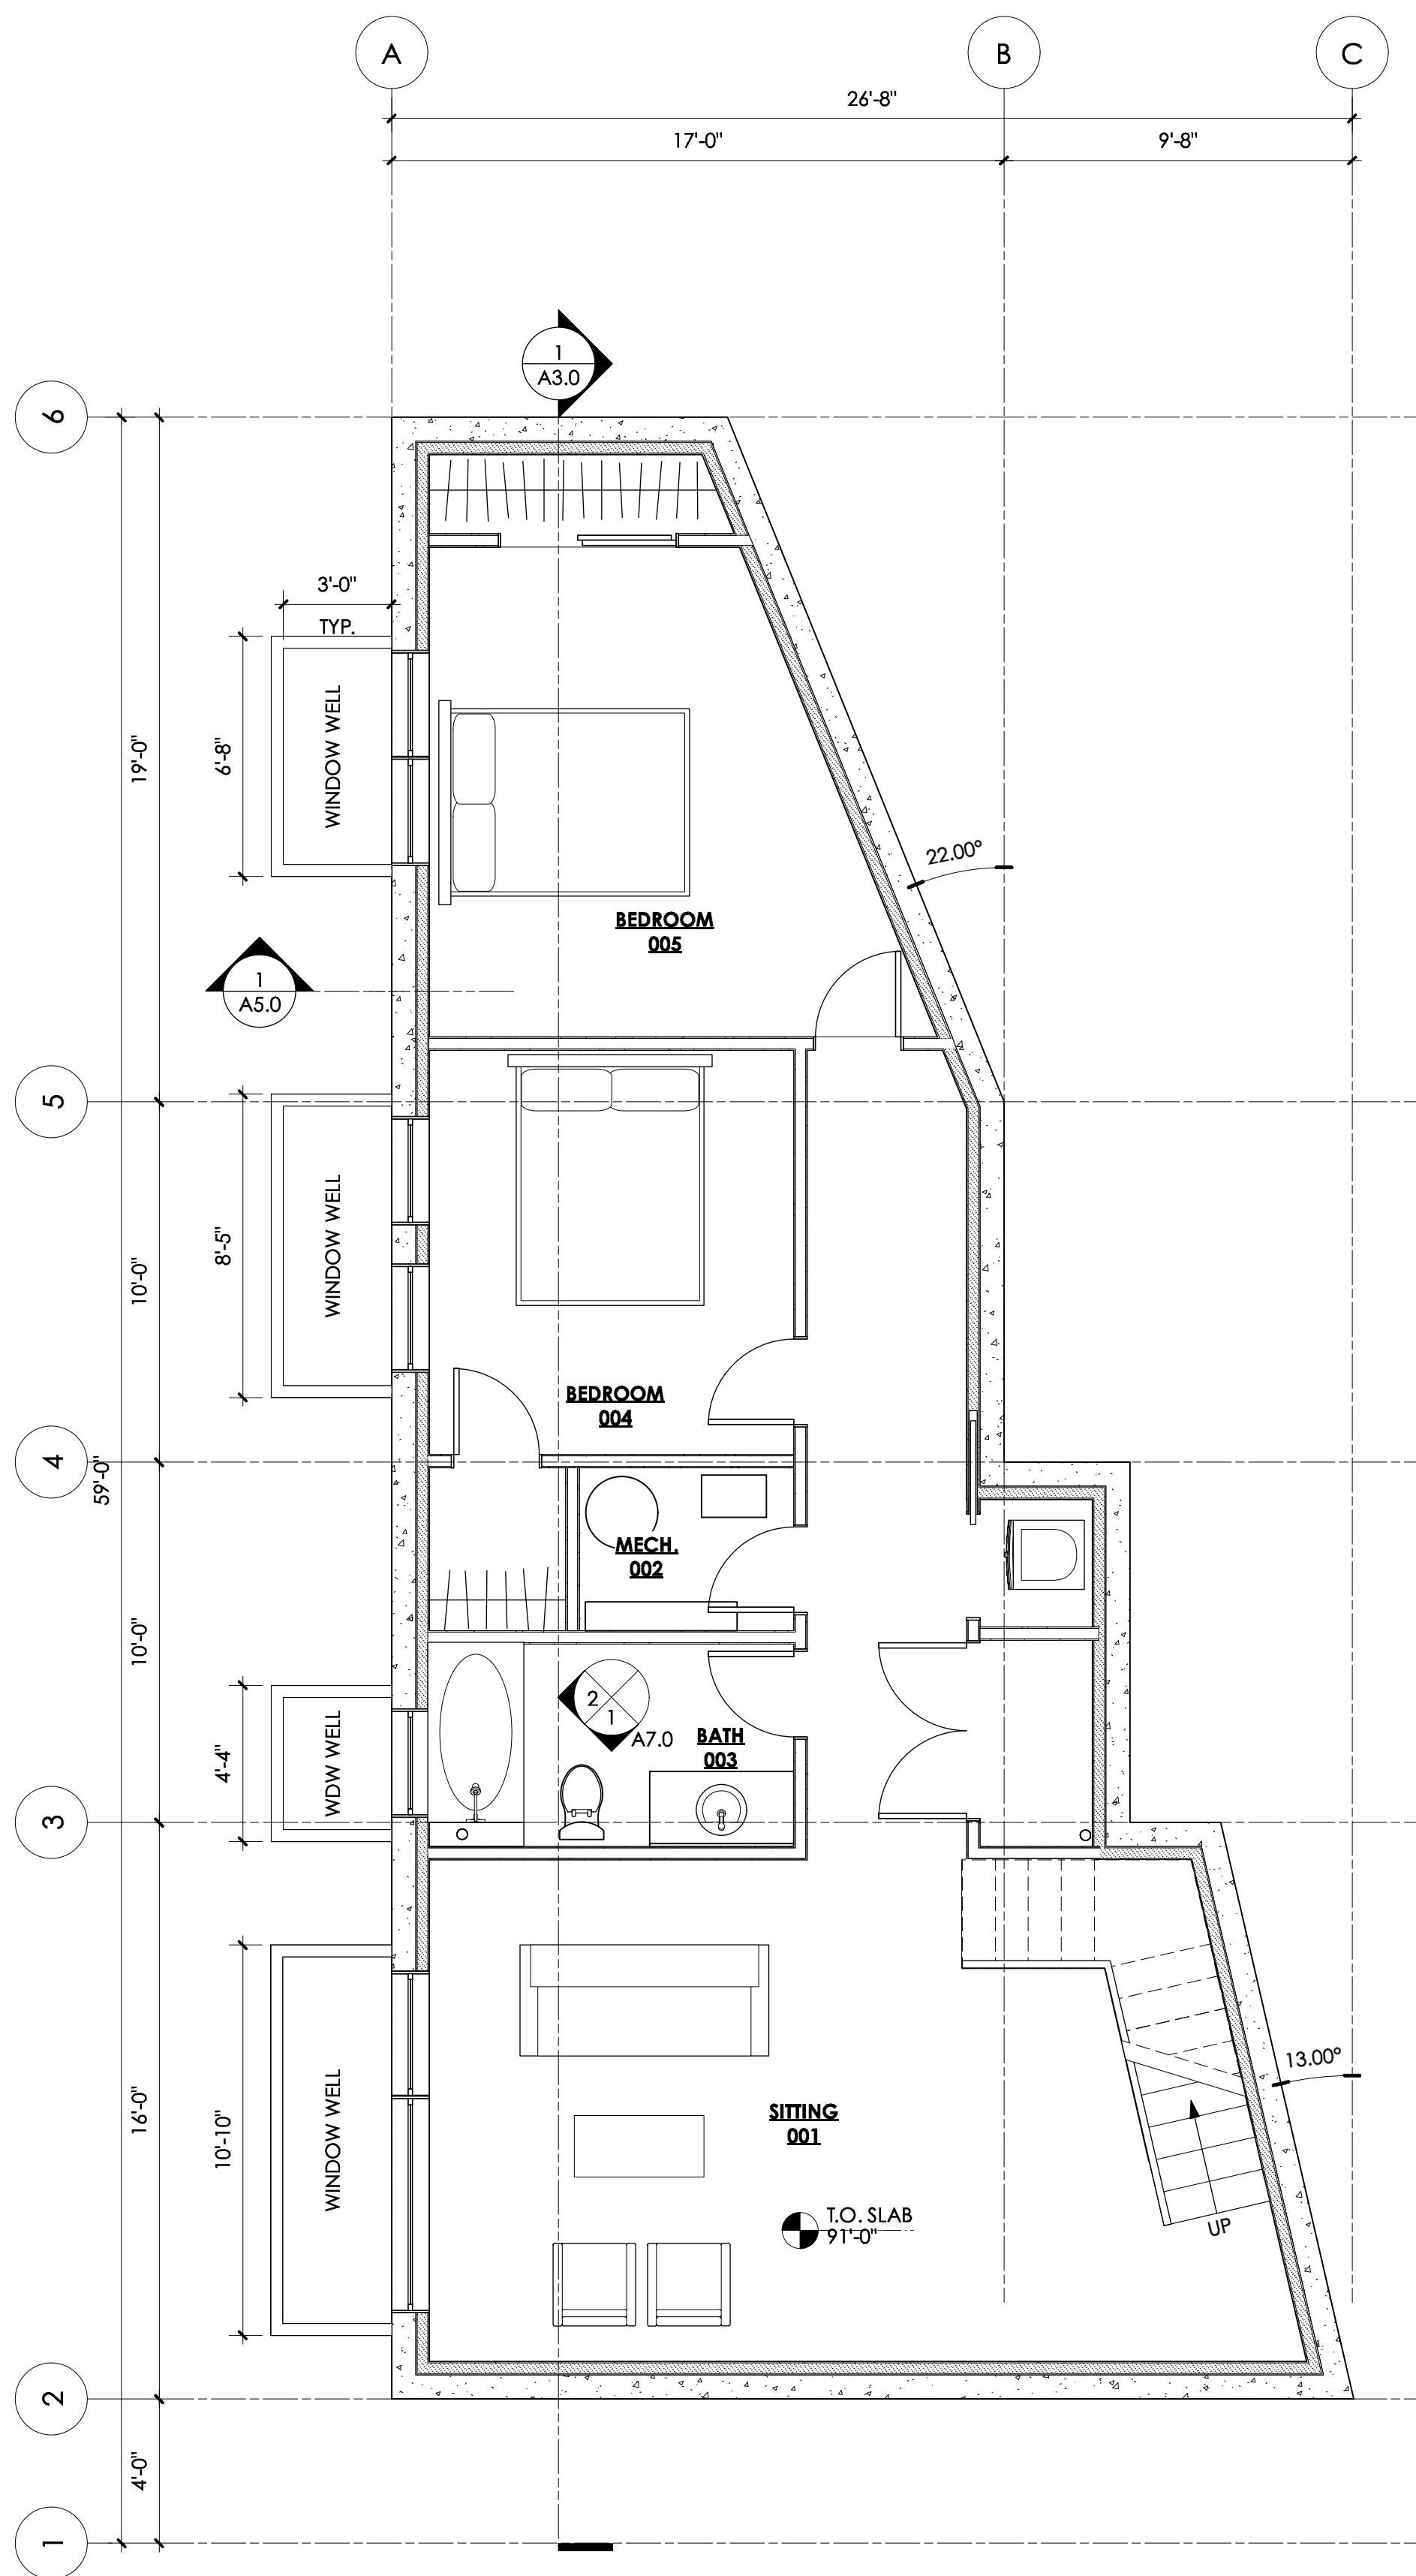 A
B
C
26'-8"
17'-0"
9'-8"
1
A3.0
6
3'-0"
TYP.
WINDOW WELL
6'-8"
19'-0"
22.00°
BEDROOM
005
1
A5.0
5
WINDOW WELL
8'-5"
10'-0"
BEDROOM
004
4
59'-0"
MECH.
002
10'-0"
2
1
A7.0
BATH
003
WDW WELL
4'-4"
3
13.00°
16'-0"
10'-10"
WINDOW WELL
SITTING
001
T.O. SLAB
91'-0"
UP
2
4'-0"
1